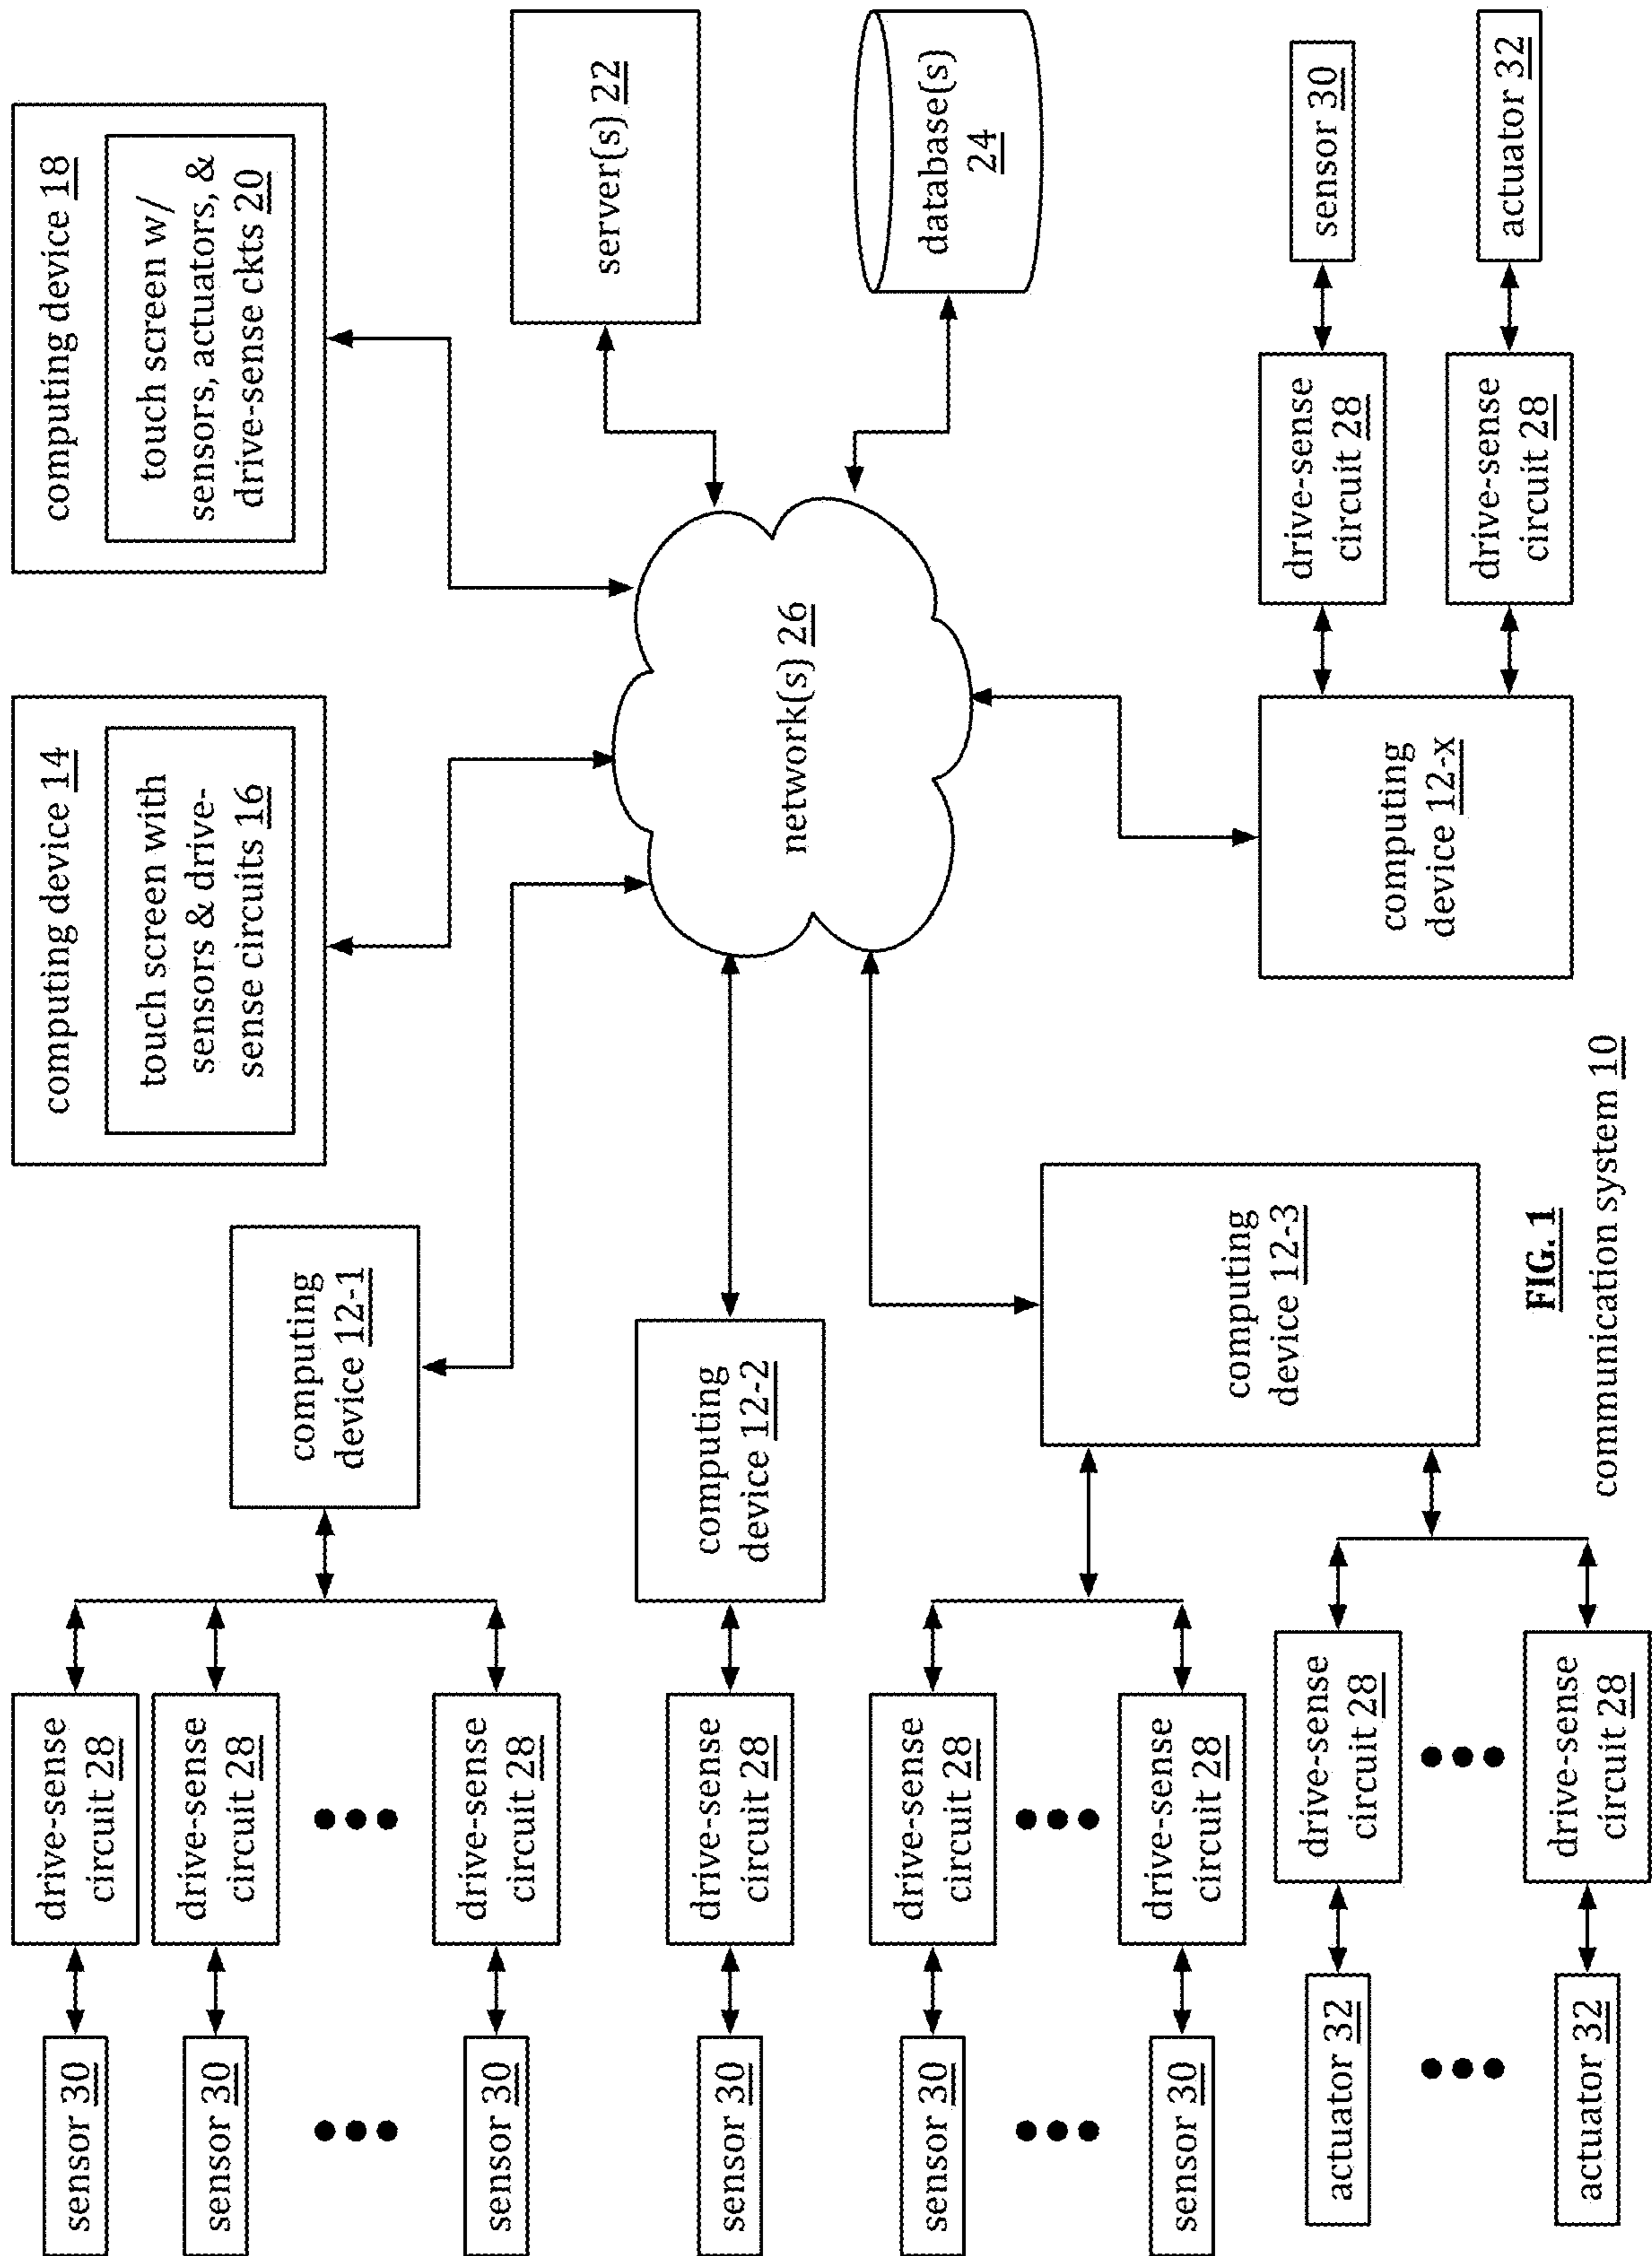 computing device 14
touch screen with
sensors & drive-
sense circuits 16
computing device 18
touch screen w/
sensors, actuators, &
drive-sense ckts 20
sensor 30
drive-sense
circuit 28
sensor 30
drive-sense
circuit 28
sensor 30
drive-sense
circuit 28
computing
device 12-1
server(s) 22
sensor 30
drive-sense
circuit 28
computing
device 12-2
network(s) 26
database(s)
24
sensor 30
drive-sense
circuit 28
sensor 30
drive-sense
circuit 28
computing
device 12-3
actuator 32
drive-sense
circuit 28
actuator 32
drive-sense
circuit 28
computing
device 12-x
drive-sense
circuit 28
sensor 30
drive-sense
circuit 28
actuator 32
FIG. 1
communication system 10